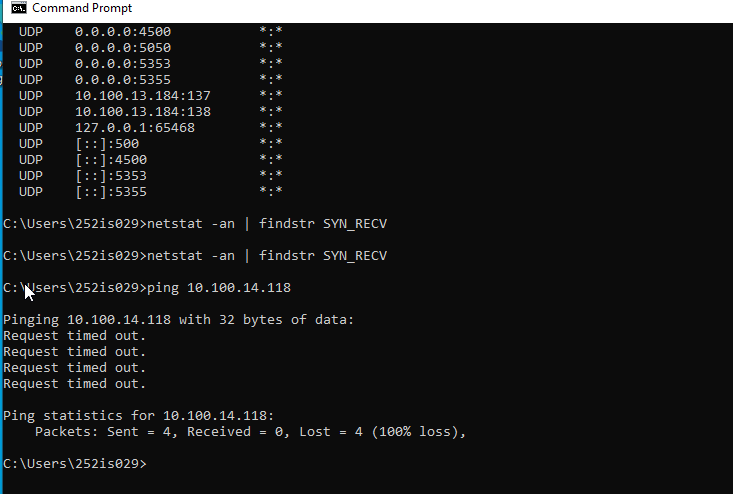 Command Prompt
UDP    0.0.0.0:4500           *:*
UDP    0.0.0.0:5050           *:*
UDP    0.0.0.0:5353           *:*
UDP    0.0.0.0:5355           *:*
UDP    10.100.13.184:137      *:*
UDP    10.100.13.184:138      *:*
UDP    127.0.0.1:65468        *:*
UDP    [::]:500               *:*
UDP    [::]:4500              *:*
UDP    [::]:5353              *:*
UDP    [::]:5355              *:*
C:\Users\252is029>netstat -an | findstr SYN_RECV
C:\Users\252is029>netstat -an | findstr SYN_RECV
C:\Users\252is029>ping 10.100.14.118
Pinging 10.100.14.118 with 32 bytes of data:
Request timed out.
Request timed out.
Request timed out.
Request timed out.
Ping statistics for 10.100.14.118:
    Packets: Sent = 4, Received = 0, Lost = 4 (100% loss),
C:\Users\252is029>